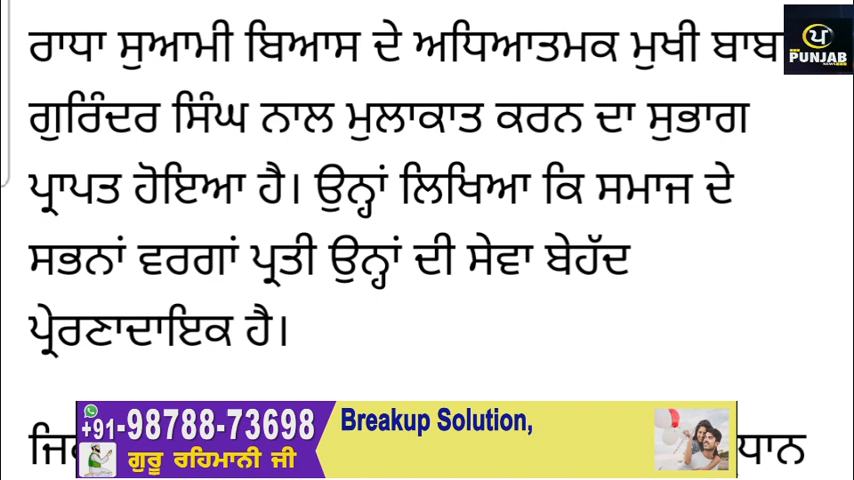 ਰਾਧਾ ਸੁਆਮੀ ਬਿਆਸ ਦੇ ਅਧਿਆਤਮਕ ਮੁਖੀ
ਗੁਰਿੰਦਰ ਸਿੰਘ ਨਾਲ ਮੁਲਾਕਾਤ ਕਰਨ ਦਾ ਸੁਭਾਗ
ਪ੍ਰਾਪਤ ਹੋਇਆ ਹੈ। ਉਨ੍ਹਾਂ ਲਿਖਿਆ ਕਿ ਸਮਾਜ ਦੇ
ਸਭਨਾਂ ਵਰਗਾਂ ਪ੍ਰਤੀ ਉਨ੍ਹਾਂ ਦੀ ਸੇਵਾ ਬੇਹੱਦ
ਪ੍ਰੇਰਣਾਦਾਇਕ ਹੈ।
ਪ
PUNJAB
+91-98788-73698
ਗੁਰੂ ਰਹਿਮਾਨੀ ਜੀ
Breakup Solution,